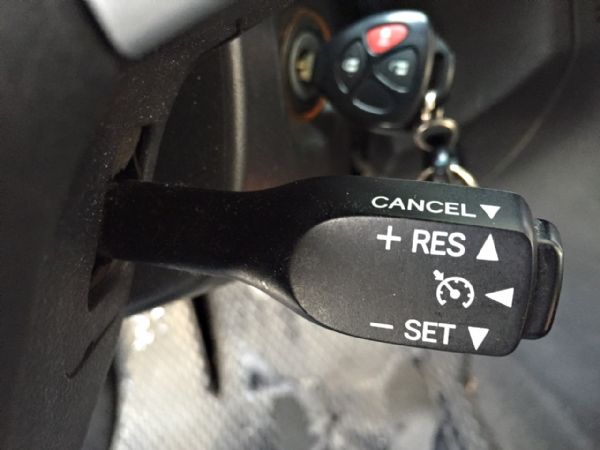 CANCEL ▼
+ RES ▲
◀
− SET ▼